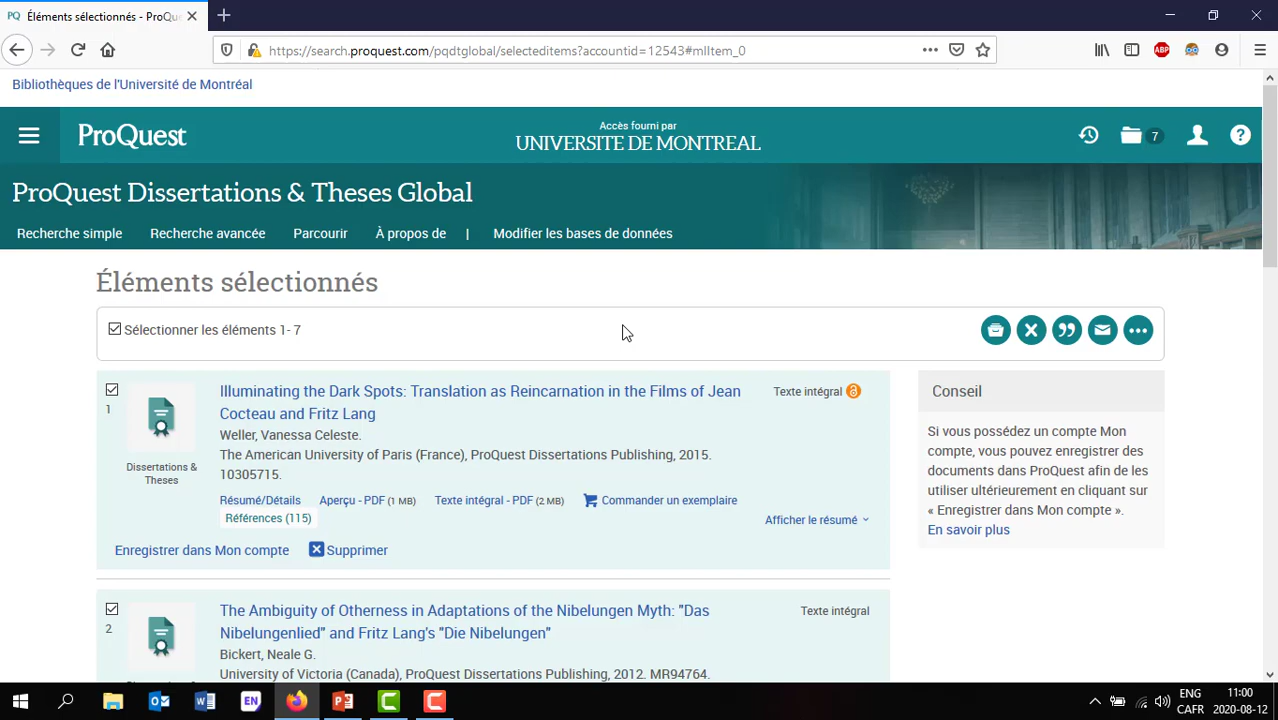 Éléments sélectionnés - ProQue
https://search.proquest.com/pqdtglobal/selecteditems?accountid=12543#mlItem_0
ABP
Bibliothèques de l'Université de Montréal
ProQuest
Accès fourni par
UNIVERSITE DE MONTREAL
7
ProQuest Dissertations & Theses Global
Recherche simple
Recherche avancée
Parcourir
À propos de
|
Modifier les bases de données
Éléments sélectionnés
Sélectionner les éléments 1- 7
1
Dissertations &
Theses
Illuminating the Dark Spots: Translation as Reincarnation in the Films of Jean
Cocteau and Fritz Lang
Texte intégral
Weller, Vanessa Celeste.
The American University of Paris (France), ProQuest Dissertations Publishing, 2015.
10305715.
Résumé/Détails
Aperçu - PDF (1 MB)
Texte intégral - PDF (2 MB)
Commander un exemplaire
Références (115)
Afficher le résumé
Enregistrer dans Mon compte
Supprimer
Conseil
Si vous possédez un compte Mon
compte, vous pouvez enregistrer des
documents dans ProQuest afin de les
utiliser ultérieurement en cliquant sur
« Enregistrer dans Mon compte ».
En savoir plus
2
The Ambiguity of Otherness in Adaptations of the Nibelungen Myth: "Das
Nibelungenlied" and Fritz Lang's "Die Nibelungen"
Texte intégral
Bickert, Neale G.
University of Victoria (Canada), ProQuest Dissertations Publishing, 2012. MR94764.
EN
ENG
CAFR
11:00
2020-08-12